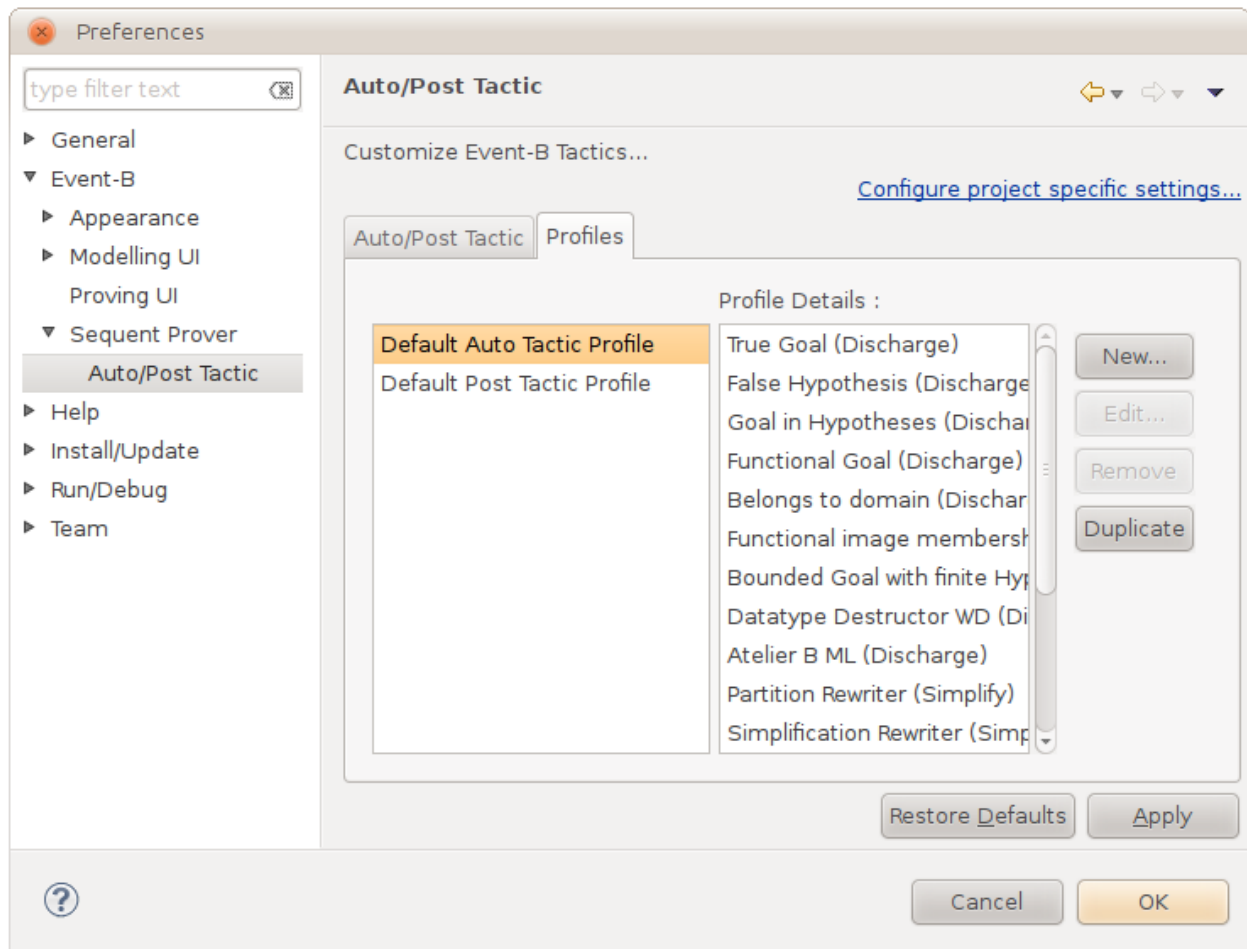 Preferences
type filter text
General
Event-B
Appearance
Modelling UI
Proving UI
Sequent Prover
Auto/Post Tactic
Help
Install/Update
Run/Debug
Team
Auto/Post Tactic
Customize Event-B Tactics...
Configure project specific settings...
Auto/Post Tactic
Profiles
Default Auto Tactic Profile
Default Post Tactic Profile
Profile Details :
True Goal (Discharge)
False Hypothesis (Discharge
Goal in Hypotheses (Dischar
Functional Goal (Discharge)
Belongs to domain (Dischar
Functional image membersh
Bounded Goal with finite Hyp
Datatype Destructor WD (Di
Atelier B ML (Discharge)
Partition Rewriter (Simplify)
Simplification Rewriter (Simp
New...
Edit...
Remove
Duplicate
Restore Defaults
Apply
?
Cancel
OK